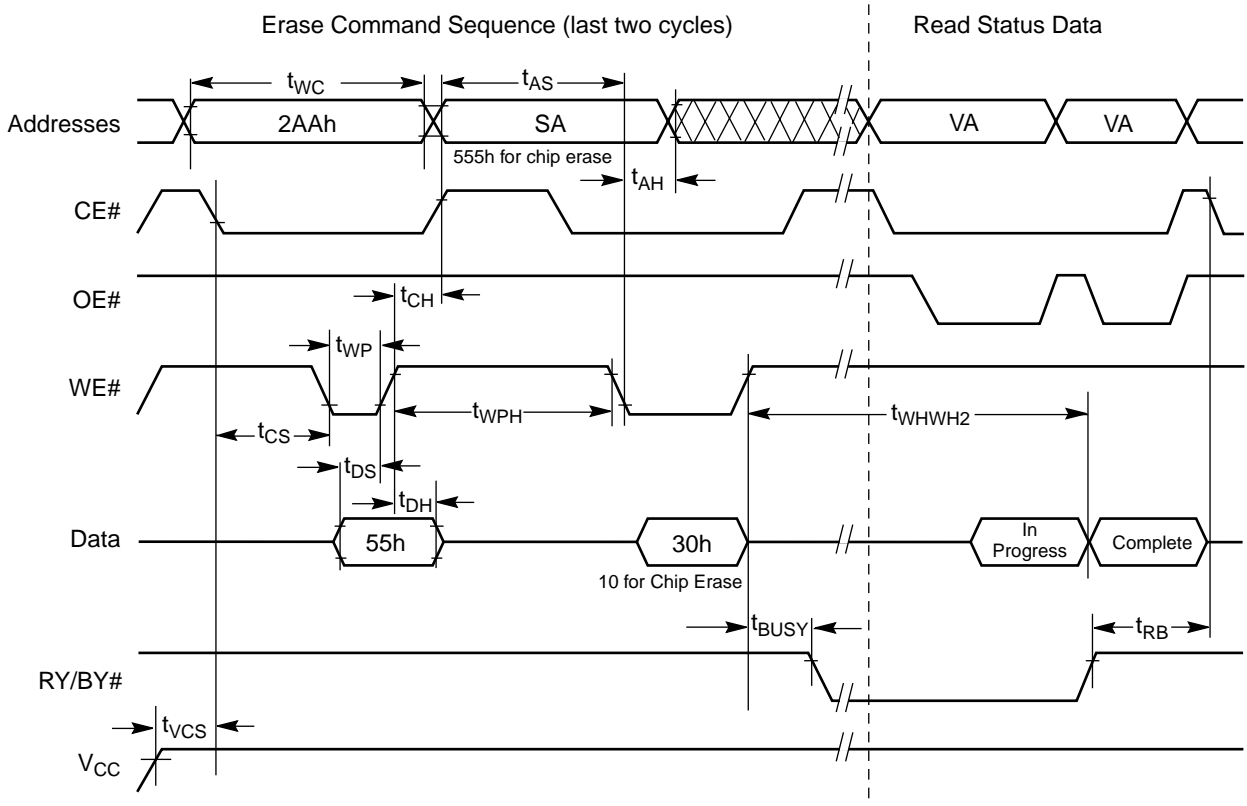 Erase Command Sequence (last two cycles)
Read Status Data
tWC
tAS
Addresses
2AAh
SA
VA
VA
555h for chip erase
tAH
CE#
tCH
OE#
tWP
WE#
tWPH
tWHWH2
tCS
tDS
tDH
Data
55h
30h
In
Progress
Complete
10 for Chip Erase
tBUSY
tRB
RY/BY#
tVCS
VCC